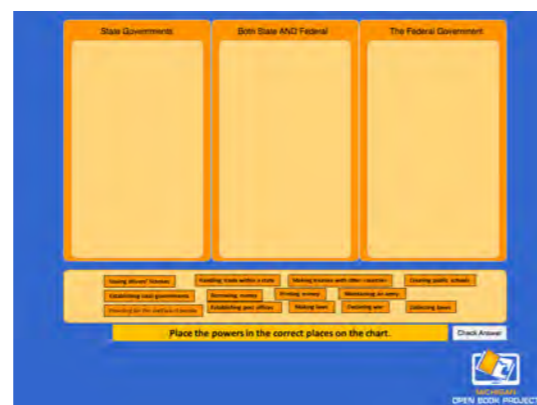 State Governments
Both State AND Federal
The Federal Government
Issuing drivers' licenses
Funding roads within a state
Making treaties with other countries
Creating public schools
Establishing local governments
Borrowing money
Printing money
Maintaining an army
Providing for the welfare of people
Establishing post offices
Making laws
Declaring war
Collecting taxes
Place the powers in the correct places on the chart.
Check Answer
MICHIGAN
OPEN BOOK PROJECT